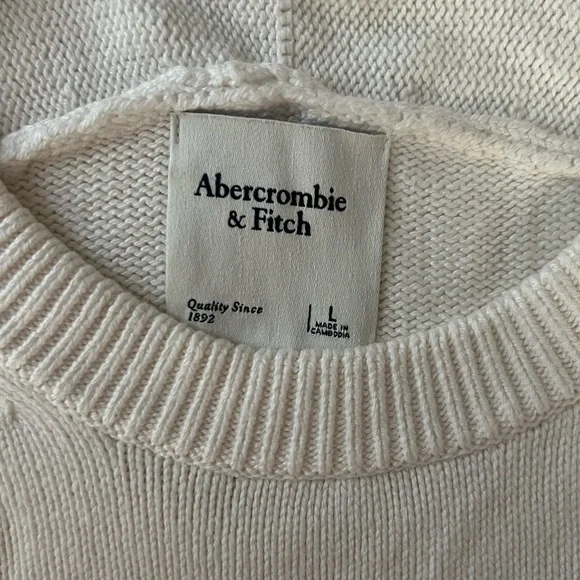 Abercrombie
& Fitch
Quality Since
1892
L
MADE IN
CAMBODIA